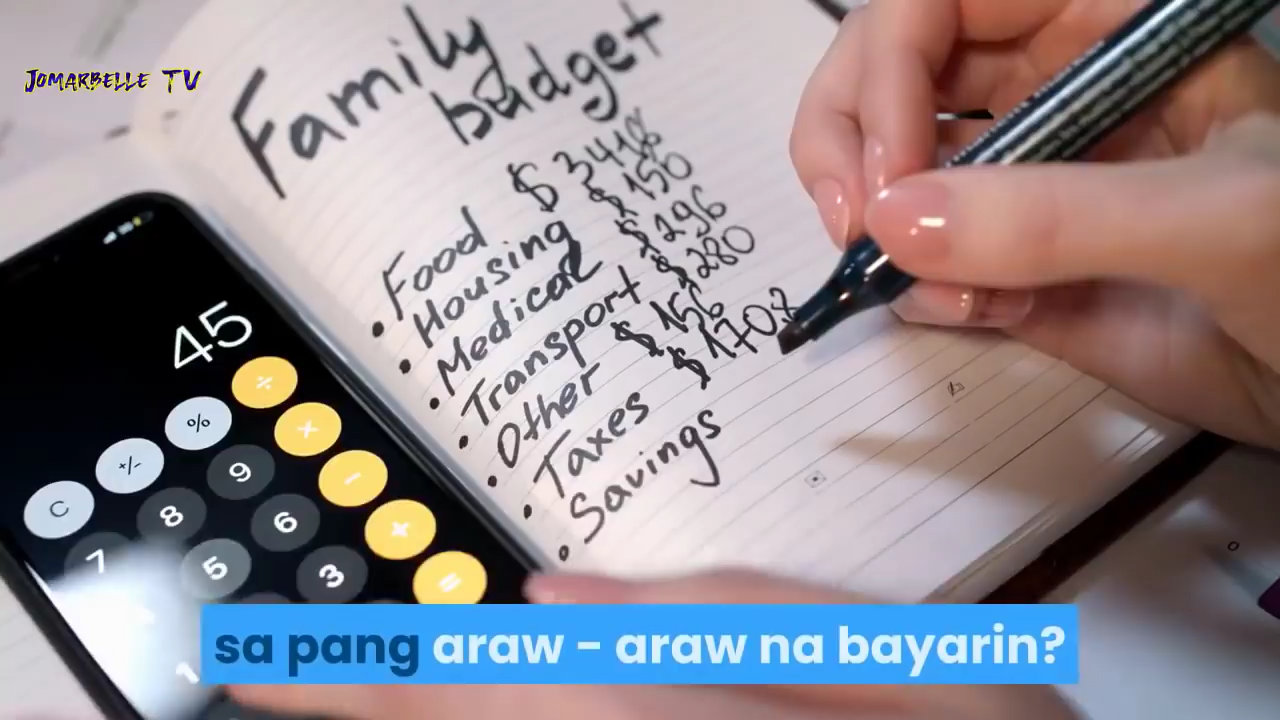 JOMARBELLE TV
Family
budget
• Food $ 3418
• Housing $ 150
• Medical $ 296
• Transport $ 280
• Other $ 156
• Taxes $ 1708
• Savings
45
C +/- % ÷
7 8 9 ×
5 6 −
3 +
1 =
sa pang araw - araw na bayarin?